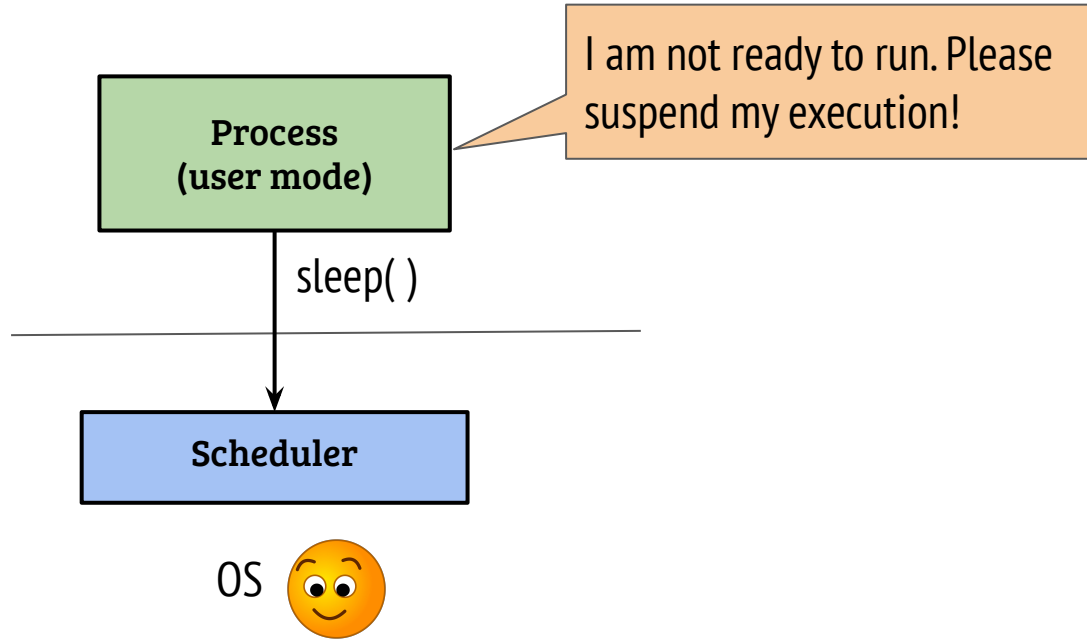 I am not ready to run. Please
suspend my execution!
Process
(user mode)
sleep( )
Scheduler
OS